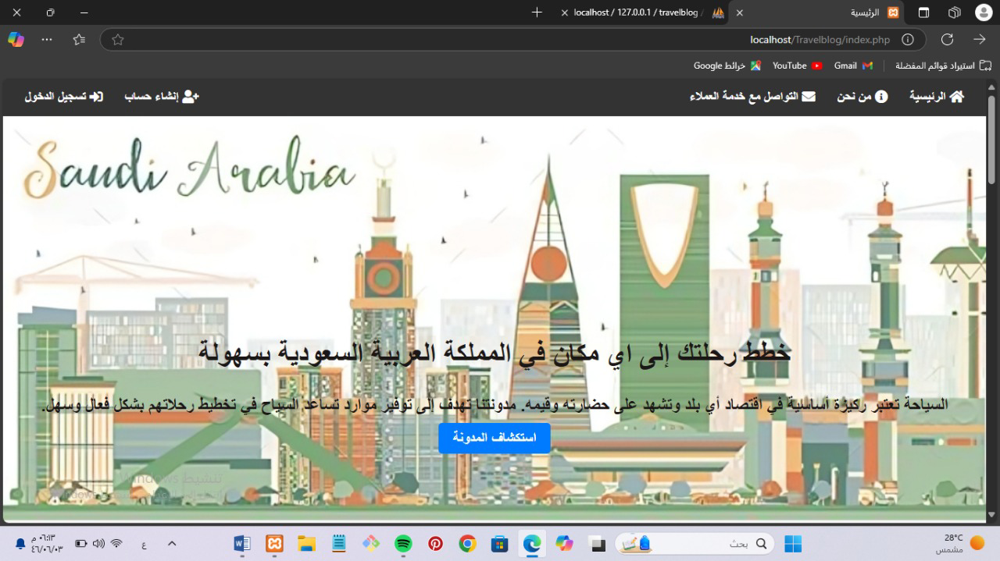 الرئيسية
localhost / 127.0.0.1 / travelblog /
localhost/Travelblog/index.php
استيراد قوائم المفضلة
Gmail
YouTube
خرائط Google
الرئيسية
من نحن
التواصل مع خدمة العملاء
إنشاء حساب
تسجيل الدخول
Saudi Arabia
خطط رحلتك إلى اي مكان في المملكة العربية السعودية بسهولة
السياحة تعتبر ركيزة أساسية في اقتصاد أي بلد وتشهد على حضارته وقيمه. مدونتنا تهدف إلى توفير موارد تساعد السياح في تخطيط رحلاتهم بشكل فعال وسهل.
استكشاف المدونة
تنشيط Windows
28°C
مشمس
بحث
ع
٠٦:١٣ م
٤٦/٠٦/٠٣